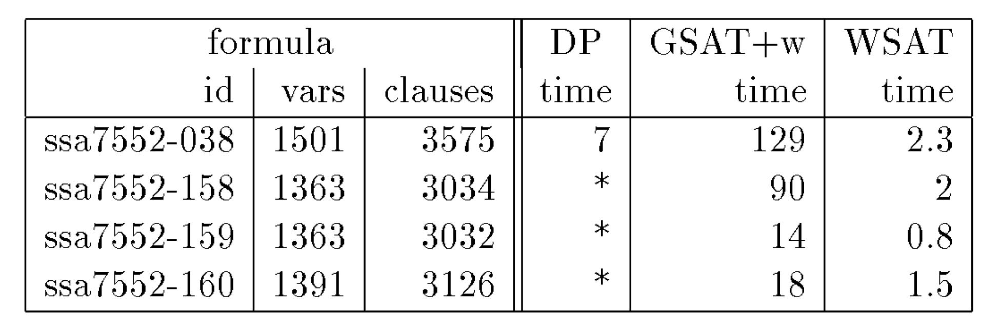 formula DP GSAT+w WSAT
id vars clauses time time time
ssa7552-038 1501 3575 7 129 2.3
ssa7552-158 1363 3034 * 90 2
ssa7552-159 1363 3032 * 14 0.8
ssa7552-160 1391 3126 * 18 1.5